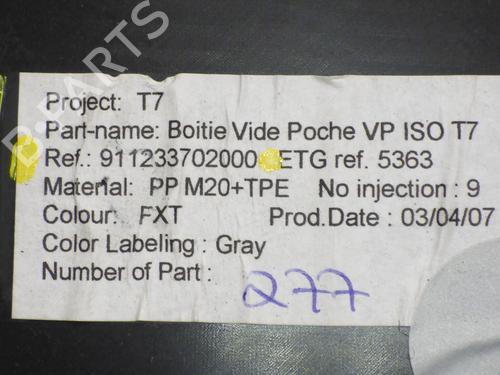 B-PARTS
Project: T7
Part-name: Boitie Vide Poche VP ISO T7
Ref.: 911233702000 ETG ref. 5363
Material: PP M20+TPE No injection : 9
Colour: FXT Prod.Date : 03/04/07
Color Labeling : Gray
Number of Part :
277